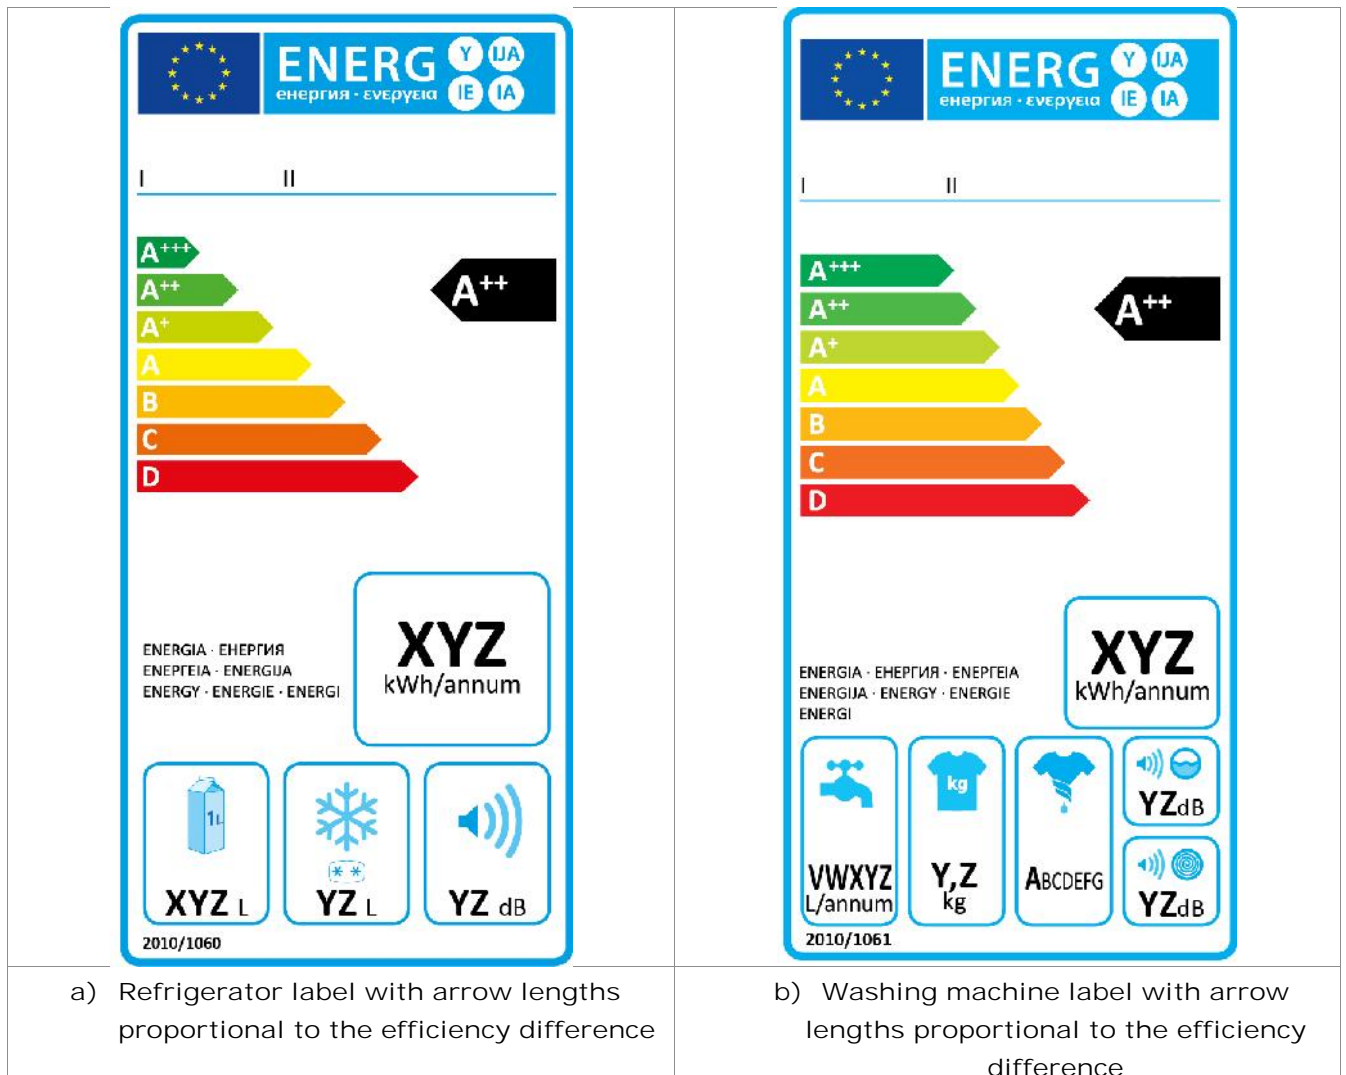 ENERG Y IJA
енергия · ενεργεια IE IA
I II
A+++
A++ A++
A+
A
B
C
D
XYZ
kWh/annum
ENERGIA · ЕНЕРГИЯ
ΕΝΕΡΓΕΙΑ · ENERGIJA
ENERGY · ENERGIE · ENERGI
1L
XYZ L
**
YZ L
YZ dB
2010/1060
a) Refrigerator label with arrow lengths
proportional to the efficiency difference
ENERG Y IJA
енергия · ενεργεια IE IA
I II
A+++
A++ A++
A+
A
B
C
D
XYZ
kWh/annum
ENERGIA · ЕНЕРГИЯ · ΕΝΕΡΓΕΙΑ
ENERGIJA · ENERGY · ENERGIE
ENERGI
VWXYZ
L/annum
kg
Y,Z
kg
ABCDEFG
YZdB
YZdB
2010/1061
b) Washing machine label with arrow
lengths proportional to the efficiency
difference